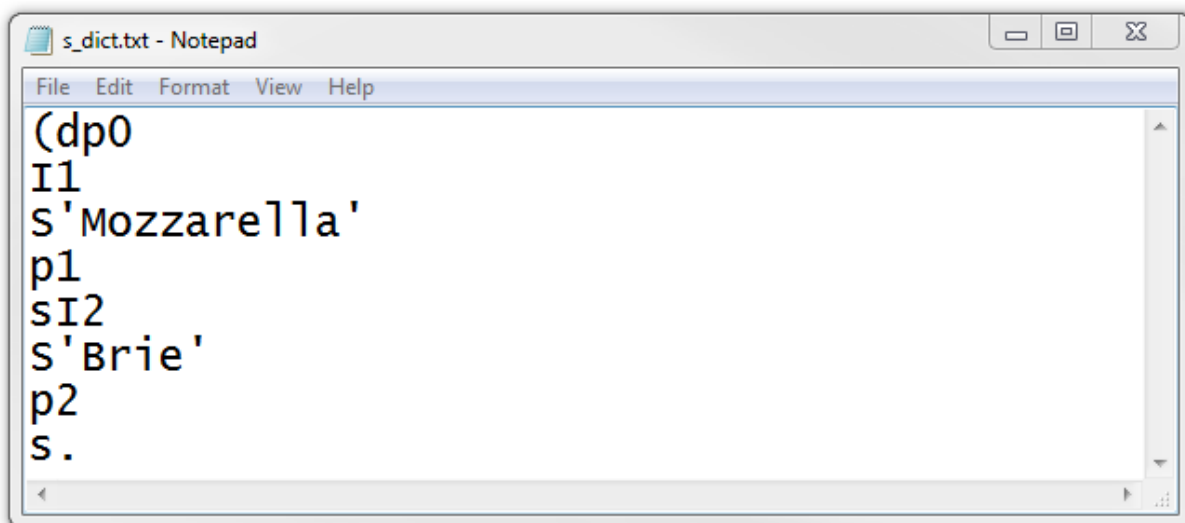 s_dict.txt - Notepad
File Edit Format View Help
(dp0
I1
S'Mozzarella'
p1
sI2
S'Brie'
p2
s.